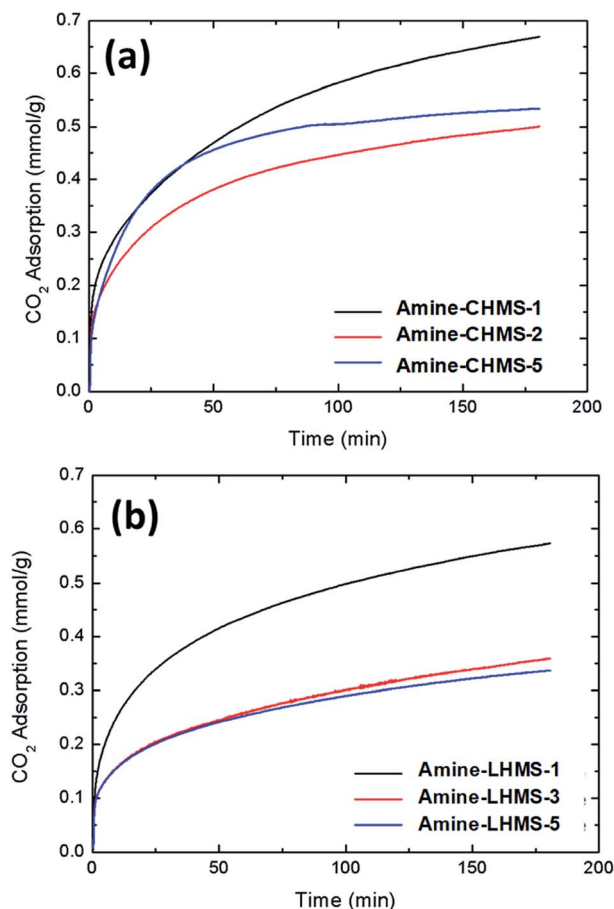 (a)
CO2 Adsorption (mmol/g)
0.7
0.6
0.5
0.4
0.3
0.2
0.1
0.0
Amine-CHMS-1
Amine-CHMS-2
Amine-CHMS-5
0 50 100 150 200
Time (min)
(b)
CO2 Adsorption (mmol/g)
0.7
0.6
0.5
0.4
0.3
0.2
0.1
0.0
Amine-LHMS-1
Amine-LHMS-3
Amine-LHMS-5
0 50 100 150 200
Time (min)